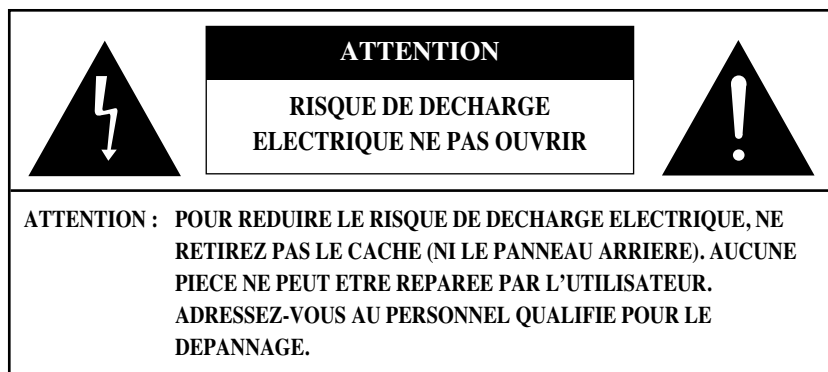 ATTENTION
RISQUE DE DECHARGE
ELECTRIQUE NE PAS OUVRIR
ATTENTION : POUR REDUIRE LE RISQUE DE DECHARGE ELECTRIQUE, NE
RETIREZ PAS LE CACHE (NI LE PANNEAU ARRIERE). AUCUNE
PIECE NE PEUT ETRE REPAREE PAR L'UTILISATEUR.
ADRESSEZ-VOUS AU PERSONNEL QUALIFIE POUR LE
DEPANNAGE.